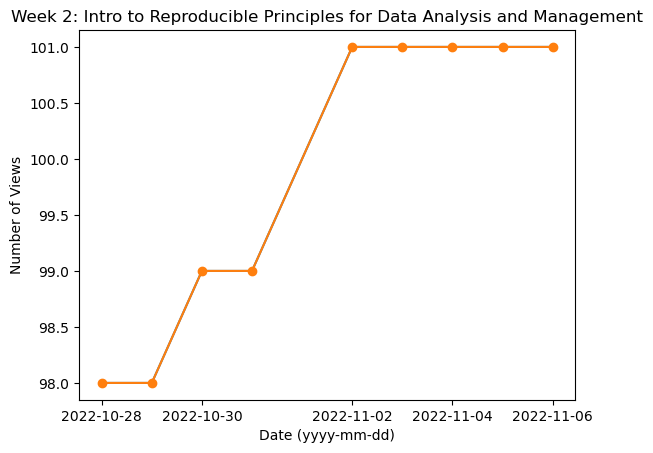 Week 2: Intro to Reproducible Principles for Data Analysis and Management
101.0
100.5
100.0
99.5
99.0
98.5
98.0
Number of Views
2022-10-28 2022-10-30 2022-11-02 2022-11-04 2022-11-06
Date (yyyy-mm-dd)